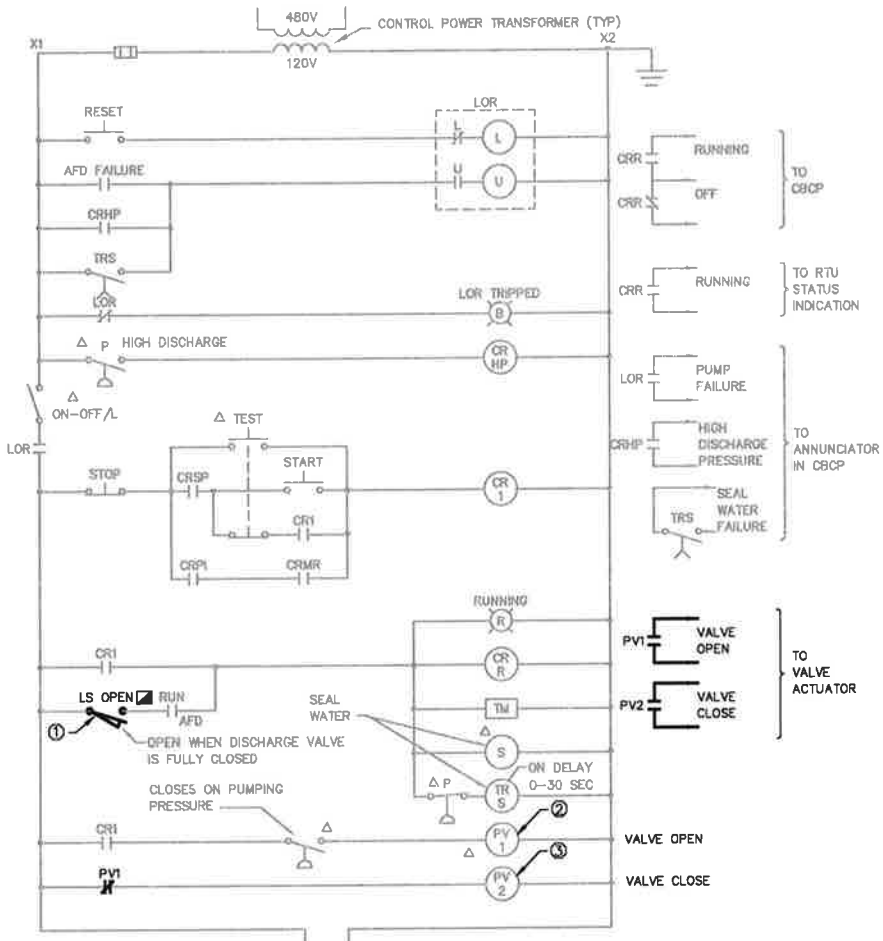 480V
CONTROL POWER TRANSFORMER (TYP)
X1
X2
120V
RESET
LOR
L
L
AFD FAILURE
U
U
CRHP
TRS
LOR
LOR TRIPPED
B
P HIGH DISCHARGE
CR
HP
ON-OFF/L
LOR
TEST
STOP
CRSP
START
CR
1
CR1
CRPI
CRMR
RUNNING
R
CR1
CR
R
LS OPEN
RUN
AFD
1
OPEN WHEN DISCHARGE VALVE
IS FULLY CLOSED
SEAL
WATER
TM
S
P
TR
S
ON DELAY
0-30 SEC
CLOSES ON PUMPING
PRESSURE
CR1
PV
1
2
VALVE OPEN
PV1
PV
2
3
VALVE CLOSE
CRR
RUNNING
CRR
OFF
TO
CBCP
CRR
RUNNING
TO RTU
STATUS
INDICATION
LOR
PUMP
FAILURE
CRHP
HIGH
DISCHARGE
PRESSURE
TO
ANNUNCIATOR
IN CBCP
TRS
SEAL
WATER
FAILURE
PV1
VALVE
OPEN
PV2
VALVE
CLOSE
TO
VALVE
ACTUATOR